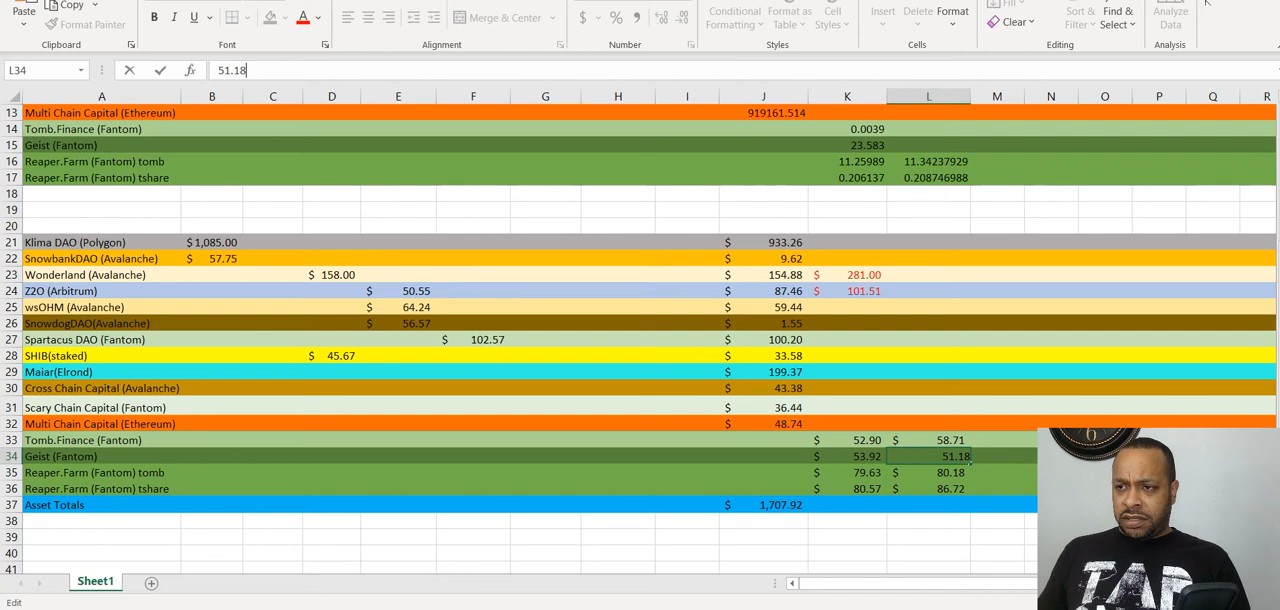 Paste
Copy
Format Painter
B I U
Merge & Center
$ % 9
Conditional Formatting
Format as Table
Cell Styles
Insert Delete Format
Fill
Clear
Sort & Filter
Find & Select
Analyze Data
Clipboard Font Alignment Number Styles Cells Editing Analysis
L34 fx 51.18
A B C D E F G H I J K L M N O P Q R
13 Multi Chain Capital (Ethereum) 919161.514
14 Tomb.Finance (Fantom) 0.0039
15 Geist (Fantom) 23.583
16 Reaper.Farm (Fantom) tomb 11.25989 11.34237929
17 Reaper.Farm (Fantom) tshare 0.206137 0.208746988
18
19
20
21 Klima DAO (Polygon) $ 1,085.00 $ 933.26
22 SnowbankDAO (Avalanche) $ 57.75 $ 9.62
23 Wonderland (Avalanche) $ 158.00 $ 154.88 $ 281.00
24 Z2O (Arbitrum) $ 50.55 $ 87.46 $ 101.51
25 wsOHM (Avalanche) $ 64.24 $ 59.44
26 SnowdogDAO(Avalanche) $ 56.57 $ 1.55
27 Spartacus DAO (Fantom) $ 102.57 $ 100.20
28 SHIB(staked) $ 45.67 $ 33.58
29 Maiar(Elrond) $ 199.37
30 Cross Chain Capital (Avalanche) $ 43.38
31 Scary Chain Capital (Fantom) $ 36.44
32 Multi Chain Capital (Ethereum) $ 48.74
33 Tomb.Finance (Fantom) $ 52.90 $ 58.71
34 Geist (Fantom) $ 53.92 51.18
35 Reaper.Farm (Fantom) tomb $ 79.63 $ 80.18
36 Reaper.Farm (Fantom) tshare $ 80.57 $ 86.72
37 Asset Totals $ 1,707.92
38
39
40
41
Sheet1
Edit